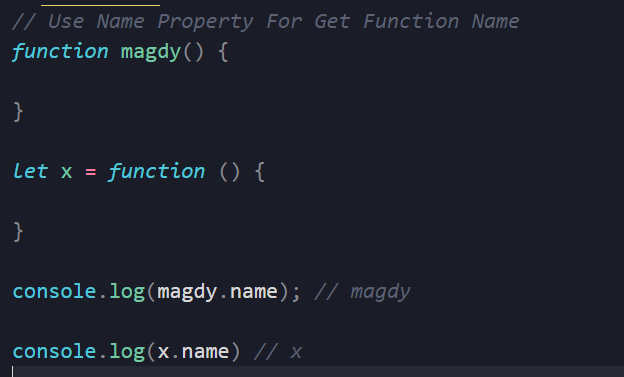 // Use Name Property For Get Function Name
function magdy() {
}
let x = function () {
}
console.log(magdy.name); // magdy
console.log(x.name) // x